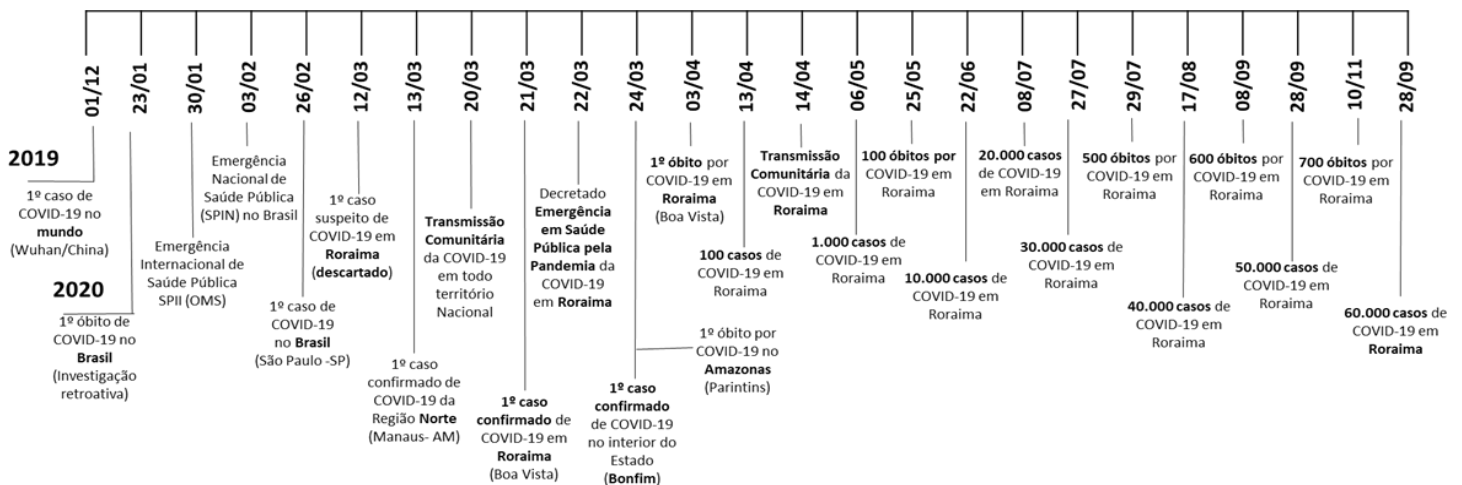 01/12
23/01
30/01
03/02
26/02
12/03
13/03
20/03
21/03
22/03
24/03
03/04
13/04
14/04
06/05
25/05
22/06
08/07
27/07
29/07
17/08
08/09
28/09
10/11
28/09
2019
1º caso de
COVID-19 no
mundo
(Wuhan/China)
2020
1º óbito de
COVID-19 no
Brasil
(Investigação
retroativa)
Emergência
Internacional de
Saúde Pública
SPII (OMS)
Emergência
Nacional de
Saúde Pública
(SPIN) no Brasil
1º caso de
COVID-19
no Brasil
(São Paulo -SP)
1º caso
suspeito de
COVID-19 em
Roraima
(descartado)
1º caso
confirmado de
COVID-19 da
Região Norte
(Manaus- AM)
Transmissão
Comunitária
da COVID-19
em todo
território
Nacional
1º caso
confirmado de
COVID-19 em
Roraima
(Boa Vista)
Decretado
Emergência
em Saúde
Pública pela
Pandemia da
COVID-19
em Roraima
1º caso
confirmado
de COVID-19
no interior do
Estado
(Bonfim)
1º óbito por
COVID-19 no
Amazonas
(Parintins)
1º óbito por
COVID-19 em
Roraima
(Boa Vista)
100 casos de
COVID-19 em
Roraima
Transmissão
Comunitária da
COVID-19 em
Roraima
1.000 casos de
COVID-19 em
Roraima
100 óbitos por
COVID-19 em
Roraima
10.000 casos de
COVID-19 em
Roraima
20.000 casos
de COVID-19
em Roraima
30.000 casos de
COVID-19 em
Roraima
500 óbitos por
COVID-19 em
Roraima
40.000 casos de
COVID-19 em
Roraima
600 óbitos por
COVID-19 em
Roraima
50.000 casos de
COVID-19 em
Roraima
700 óbitos por
COVID-19 em
Roraima
60.000 casos de
COVID-19 em
Roraima